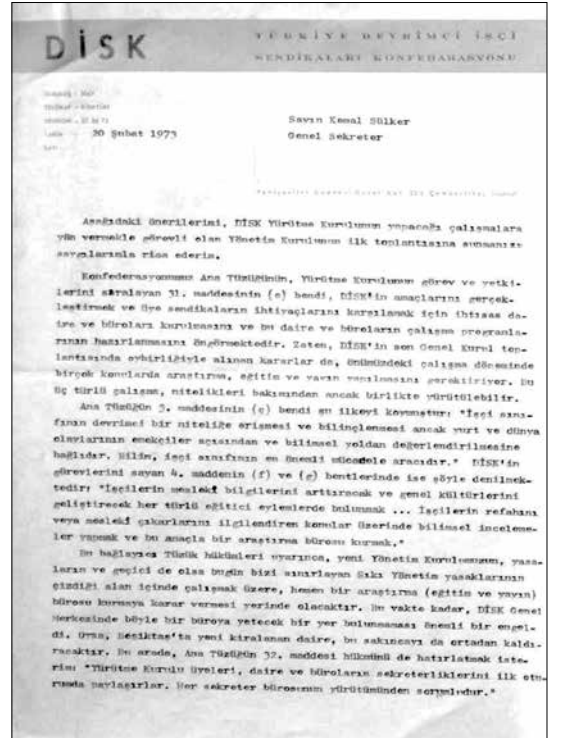 DİSK
TÜRKİYE DEVRİMCİ İŞÇİ
SENDİKALARI KONFEDERASYONU
20 Şubat 1973
Sayın Kemal Sülker
Genel Sekreter
Aşağıdaki önerilerimi, DİSK Yürütme Kurulunun yapacağı çalışmalara
yön vermekle görevli olan Yönetim Kurulunun ilk toplantısına sunmanızı
saygılarımla rica ederim.
Konfederasyonumuz Ana Tüzüğünün, Yürütme Kurulunun görev ve yetki-
lerini sıralayan 31. maddesinin (e) bendi, DİSK'in amaçlarını gerçek-
leştirmek ve üye sendikaların ihtiyaçlarını karşılamak için ihtisas da-
ire ve büroları kurulmasını ve bu daire ve büroların çalışma programla-
rının hazırlanmasını öngörmektedir. Zaten, DİSK'in son Genel Kurul top-
lantısında oybirliğiyle alınan kararlar da, önümüzdeki çalışma döneminde
birçok konularda araştırma, eğitim ve yayın yapılmasını gerektiriyor. Bu
üç türlü çalışma, nitelikleri bakımından ancak birlikte yürütülebilir.
Ana Tüzüğün 3. maddesinin (ç) bendi şu ilkeyi koymuştur: "İşçi sını-
fının devrimci bir niteliğe erişmesi ve bilinçlenmesi ancak yurt ve dünya
olaylarının emekçiler açısından ve bilimsel yoldan değerlendirilmesine
bağlıdır. Bilim, işçi sınıfının en önemli mücadele aracıdır." DİSK'in
görevlerini sayan 4. maddenin (f) ve (g) bentlerinde ise şöyle denilmek-
tedir: "İşçilerin meslekî bilgilerini arttıracak ve genel kültürlerini
geliştirecek her türlü eğitici eylemlerde bulunmak ... İşçilerin refahını
veya meslekî çıkarlarını ilgilendiren konular üzerinde bilimsel inceleme-
ler yapmak ve bu amaçla bir araştırma bürosu kurmak."
Bu bağlayıcı Tüzük hükümleri uyarınca, yeni Yönetim Kurulumuzun, yasa-
ların ve geçici de olsa bugün bizi sınırlayan Sıkı Yönetim yasaklarının
çizdiği alan içinde çalışmak üzere, hemen bir araştırma (eğitim ve yayın)
bürosu kurmaya karar vermesi yerinde olacaktır. Bu vakte kadar, DİSK Genel
Merkezinde böyle bir büroya yetecek bir yer bulunmaması önemli bir engel-
di. Oysa, Beşiktaş'ta yeni kiralanan daire, bu sakıncayı da ortadan kaldı-
racaktır. Bu arada, Ana Tüzüğün 32. maddesi hükmünü de hatırlatmak iste-
rim: "Yürütme Kurulu üyeleri, daire ve büroların sekreterliklerini ilk otu-
rumda paylaşırlar. Her sekreter bürosunun yürütümünden sorumludur."